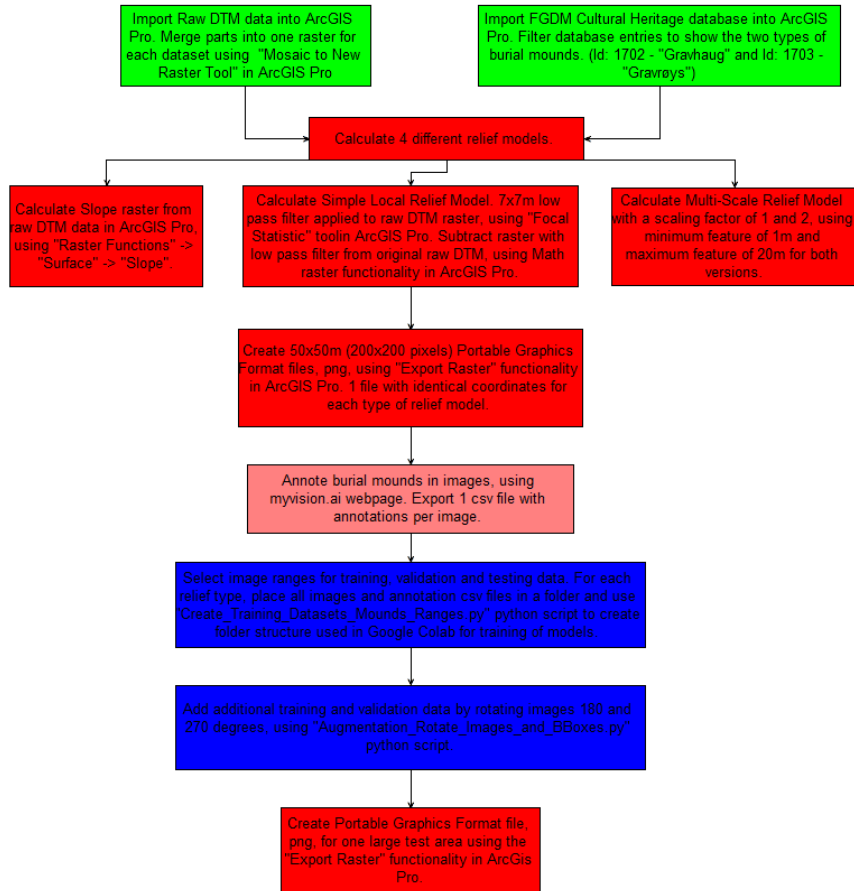 Import Raw DTM data into ArcGIS
Pro. Merge parts into one raster for
each dataset using "Mosaic to New
Raster Tool" in ArcGIS Pro
Import FGDM Cultural Heritage database into ArcGIS
Pro. Filter database entries to show the two types of
burial mounds. (Id: 1702 - "Gravhaug" and Id: 1703 -
"Gravrøys")
Calculate 4 different relief models.
Calculate Slope raster from
raw DTM data in ArcGIS Pro,
using "Raster Functions" ->
"Surface" -> "Slope".
Calculate Simple Local Relief Model. 7x7m low
pass filter applied to raw DTM raster, using "Focal
Statistic" toolin ArcGIS Pro. Subtract raster with
low pass filter from original raw DTM, using Math
raster functionality in ArcGIS Pro.
Calculate Multi-Scale Relief Model
with a scaling factor of 1 and 2, using
minimum feature of 1m and
maximum feature of 20m for both
versions.
Create 50x50m (200x200 pixels) Portable Graphics
Format files, png, using "Export Raster" functionality
in ArcGIS Pro. 1 file with identical coordinates for
each type of relief model.
Annote burial mounds in images, using
myvision.ai webpage. Export 1 csv file with
annotations per image.
Select image ranges for training, validation and testing data. For each
relief type, place all images and annotation csv files in a folder and use
"Create_Training_Datasets_Mounds_Ranges.py" python script to create
folder structure used in Google Colab for training of models.
Add additional training and validation data by rotating images 180 and
270 degrees, using "Augmentation_Rotate_Images_and_BBoxes.py"
python script
Create Portable Graphics Format file,
png, for one large test area using the
"Export Raster" functionality in ArcGis
Pro.